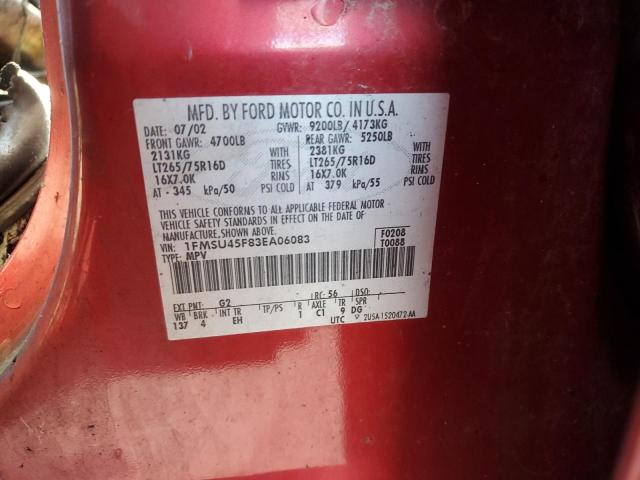 MFD. BY FORD MOTOR CO. IN U.S.A.
DATE: 07/02 GVWR: 9200LB/ 4173KG
FRONT GAWR: 4700LB REAR GAWR: 5250LB
2131KG WITH 2381KG WITH
LT265/75R16D TIRES LT265/75R16D TIRES
16X7.0K RIMS 16X7.0K RIMS
AT - 345 kPa/50 PSI COLD AT 379 kPa/55 PSI COLD
THIS VEHICLE CONFORMS TO ALL APPLICABLE FEDERAL MOTOR
VEHICLE SAFETY STANDARDS IN EFFECT ON THE DATE OF
MANUFACTURE SHOWN ABOVE.
VIN: 1FMSU45F83EA06083 F0208
TYPE: MPV T0088
EXT PNT: G2 RC: 56 DSO:
WB BRK INT TR TP/PS R AXLE TR SPR
137 4 EH 1 C1 9 DG
UTC 2USA-1520472-AA